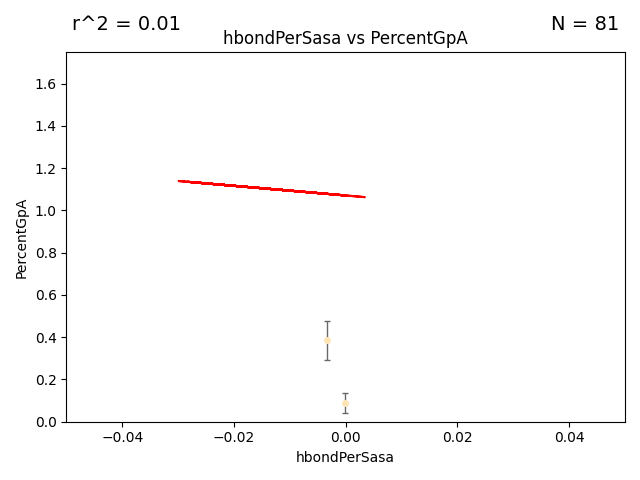 r^2 = 0.01
N = 81
hbondPerSasa vs PercentGpA
1.6
1.4
1.2
1.0
0.8
0.6
0.4
0.2
0.0
PercentGpA
−0.04
−0.02
0.00
0.02
0.04
hbondPerSasa